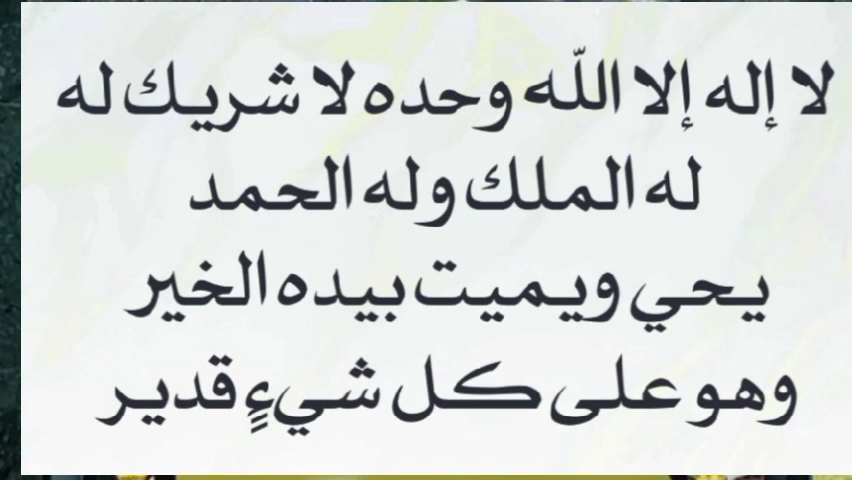 لا إله إلا اللّه وحده لا شريك له
له الملك وله الحمد
يحي ويميت بيده الخير
وهو على كل شيءٍ قدير